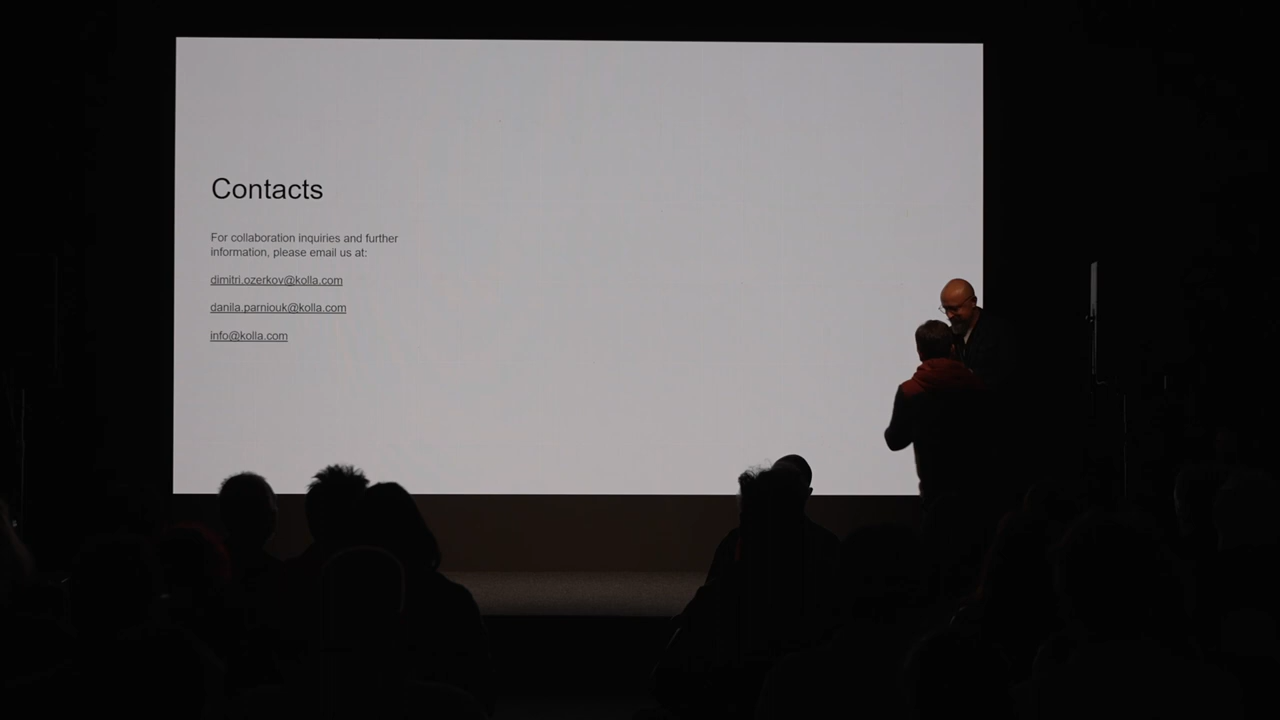 Contacts
For collaboration inquiries and further
information, please email us at:
dimitri.ozerkov@kolla.com
danila.parniouk@kolla.com
info@kolla.com